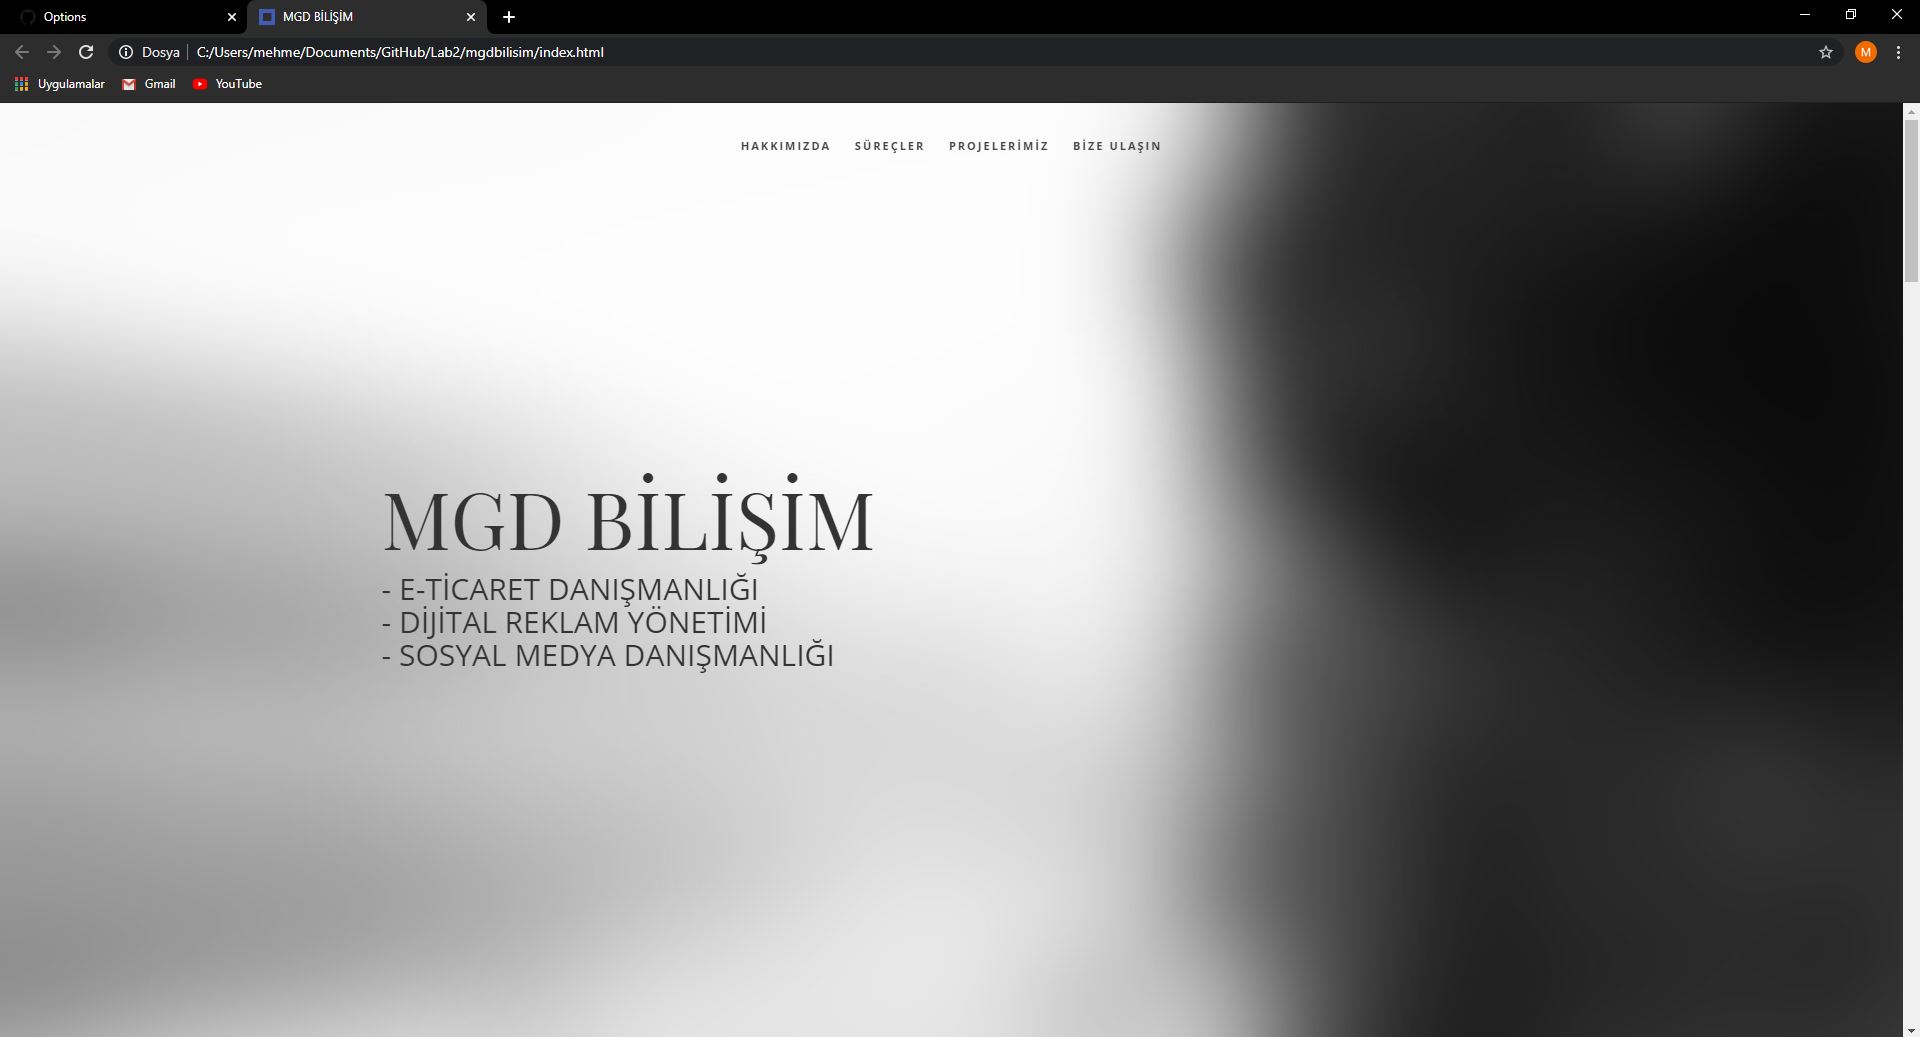 Options
MGD BİLİŞİM
Dosya
C:/Users/mehme/Documents/GitHub/Lab2/mgdbilisim/index.html
M
Uygulamalar
Gmail
YouTube
HAKKIMIZDA
SÜREÇLER
PROJELERİMİZ
BİZE ULAŞIN
MGD BİLİŞİM
- E-TİCARET DANIŞMANLIĞI
- DİJİTAL REKLAM YÖNETİMİ
- SOSYAL MEDYA DANIŞMANLIĞI